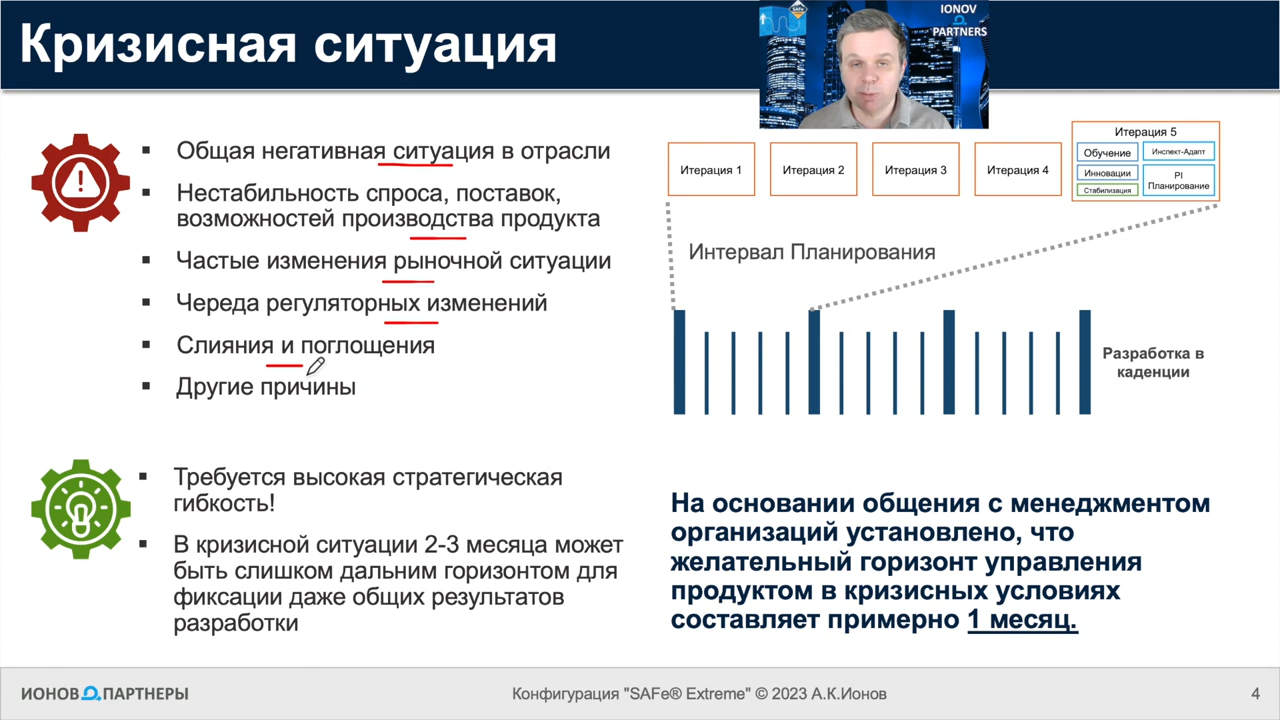 Кризисная ситуация
SAFe
IONOV
PARTNERS
Общая негативная ситуация в отрасли
Нестабильность спроса, поставок,
возможностей производства продукта
Частые изменения рыночной ситуации
Череда регуляторных изменений
Слияния и поглощения
Другие причины
Требуется высокая стратегическая
гибкость!
В кризисной ситуации 2-3 месяца может
быть слишком дальним горизонтом для
фиксации даже общих результатов
разработки
Итерация 1
Итерация 2
Итерация 3
Итерация 4
Итерация 5
Обучение
Инспект-Адапт
Инновации
Стабилизация
PI
Планирование
Интервал Планирования
Разработка в
каденции
На основании общения с менеджментом
организаций установлено, что
желательный горизонт управления
продуктом в кризисных условиях
составляет примерно 1 месяц.
ИОНОВ ПАРТНЕРЫ
Конфигурация "SAFe® Extreme" © 2023 А.К.Ионов
4